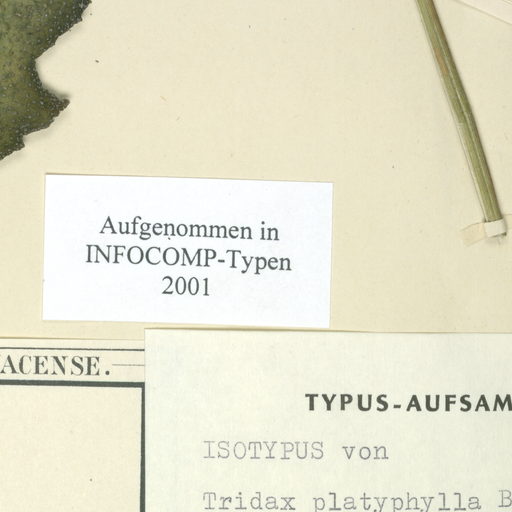 Aufgenommen in
INFOCOMP-Typen
2001
ACENSE.
TYPUS-AUFSAM
ISOTYPUS von
Tridax platyphylla B